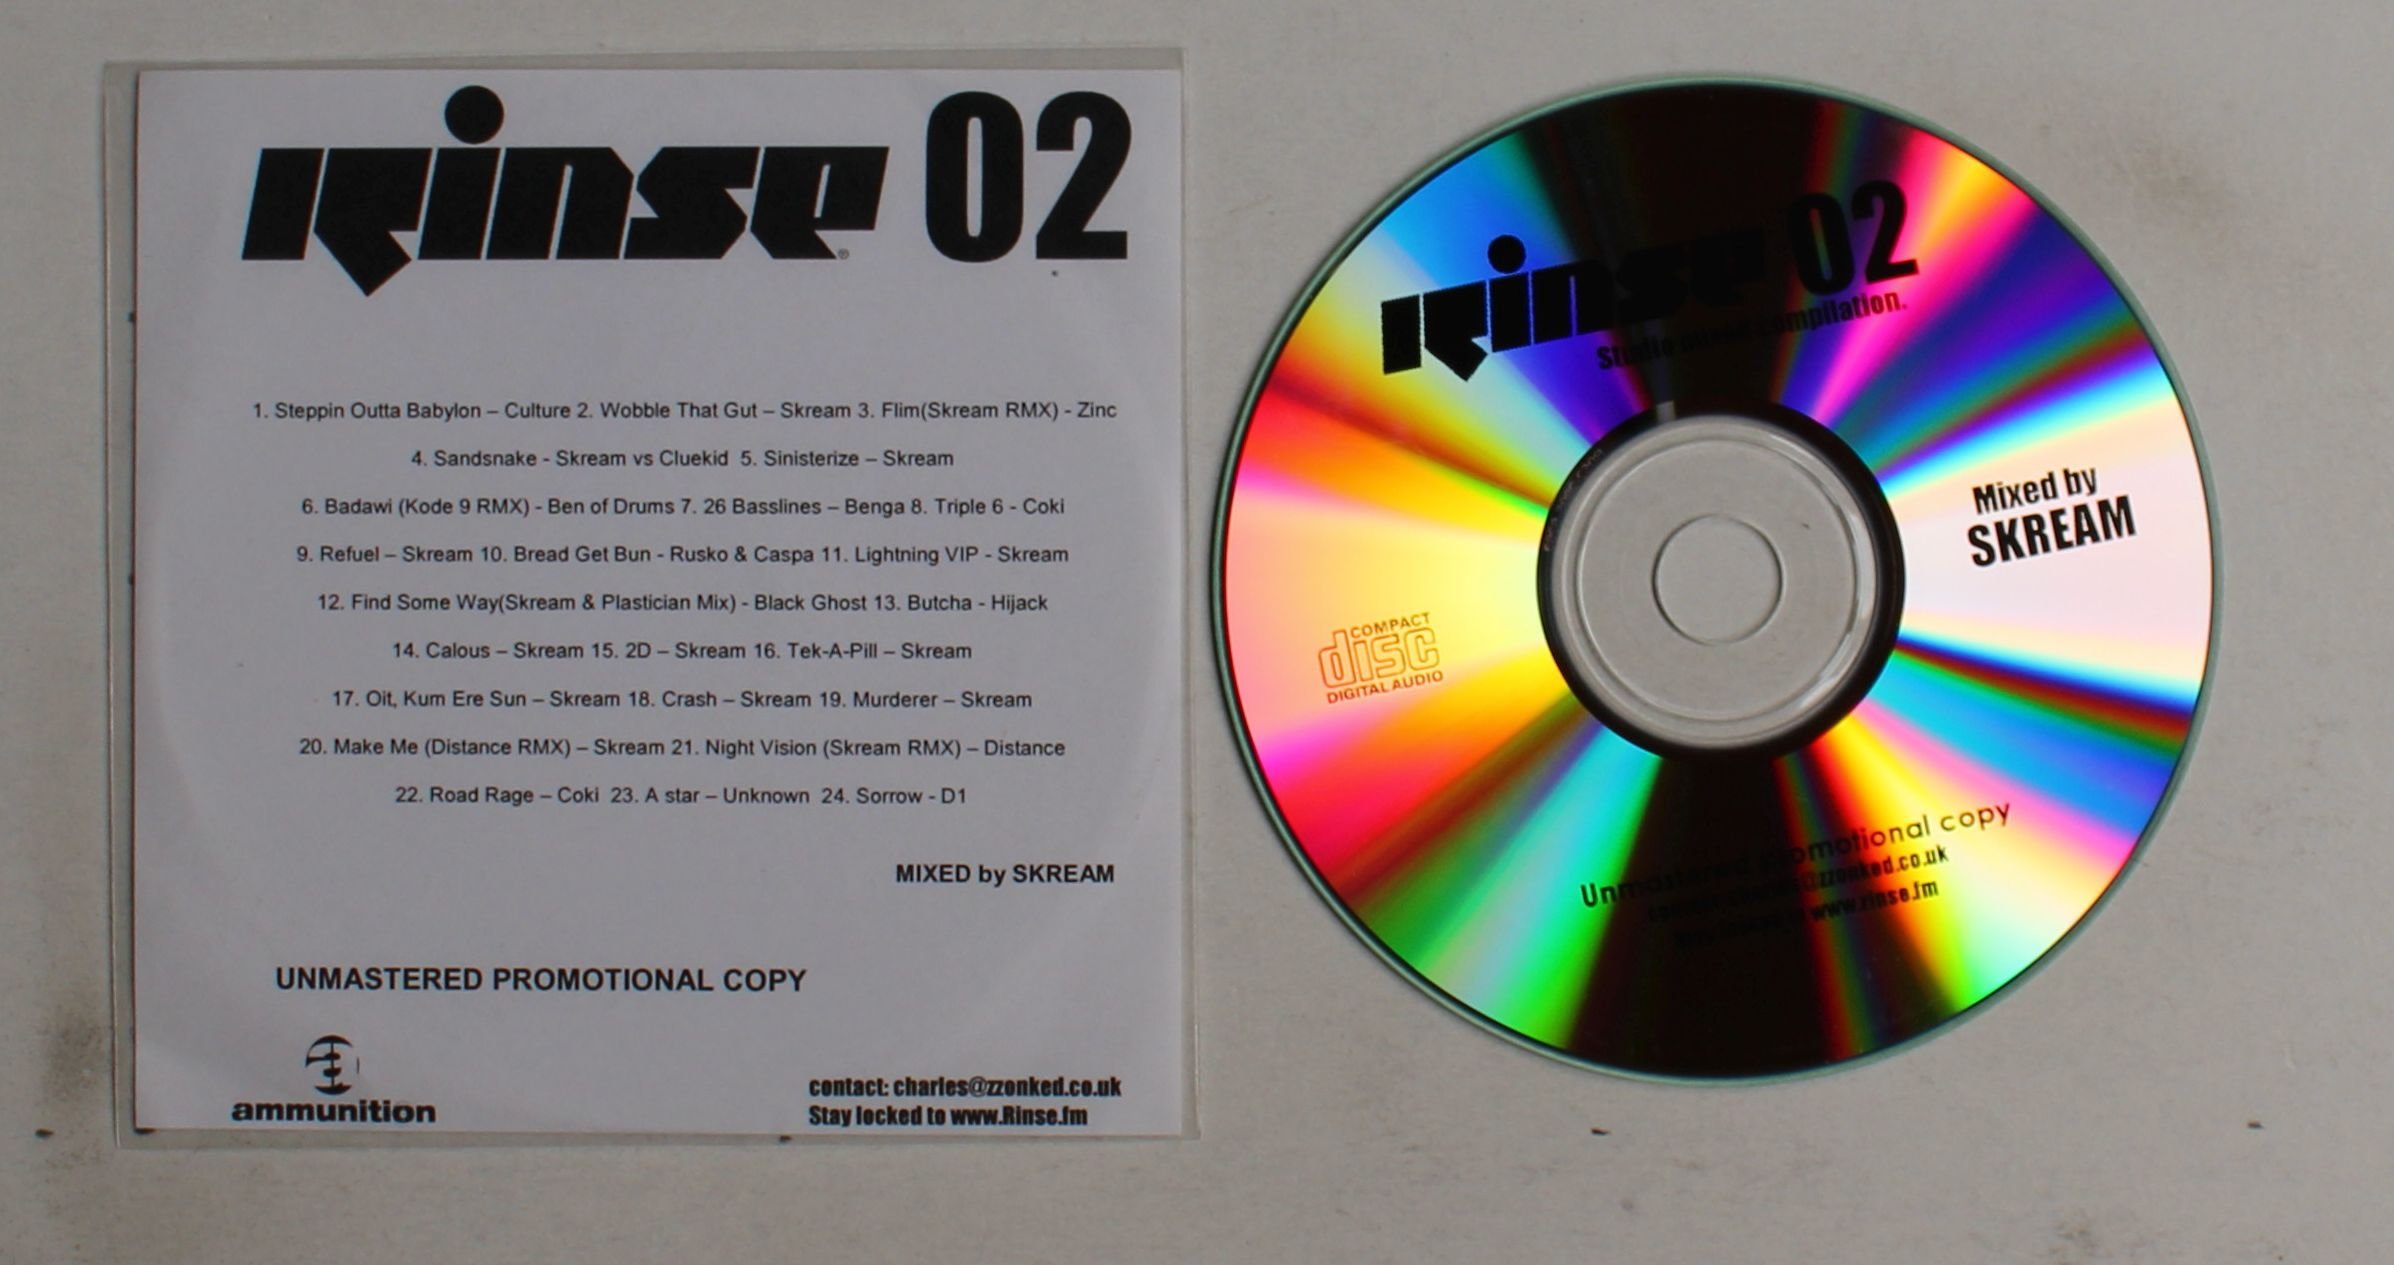 rinse 02
1. Steppin Outta Babylon – Culture 2. Wobble That Gut – Skream 3. Flim(Skream RMX) - Zinc
4. Sandsnake - Skream vs Cluekid 5. Sinisterize – Skream
6. Badawi (Kode 9 RMX) - Ben of Drums 7. 26 Basslines – Benga 8. Triple 6 - Coki
9. Refuel – Skream 10. Bread Get Bun - Rusko & Caspa 11. Lightning VIP - Skream
12. Find Some Way(Skream & Plastician Mix) - Black Ghost 13. Butcha - Hijack
14. Calous – Skream 15. 2D – Skream 16. Tek-A-Pill – Skream
17. Oit, Kum Ere Sun – Skream 18. Crash – Skream 19. Murderer – Skream
20. Make Me (Distance RMX) – Skream 21. Night Vision (Skream RMX) – Distance
22. Road Rage – Coki 23. A star – Unknown 24. Sorrow - D1
MIXED by SKREAM
UNMASTERED PROMOTIONAL COPY
ammunition
contact: charles@zzonked.co.uk
Stay locked to www.Rinse.fm
rinse 02
Studio mixed compilation.
Mixed by
SKREAM
COMPACT
disc
DIGITAL AUDIO
Unmastered promotional copy
contact charles@zzonked.co.uk
www.rinse.fm